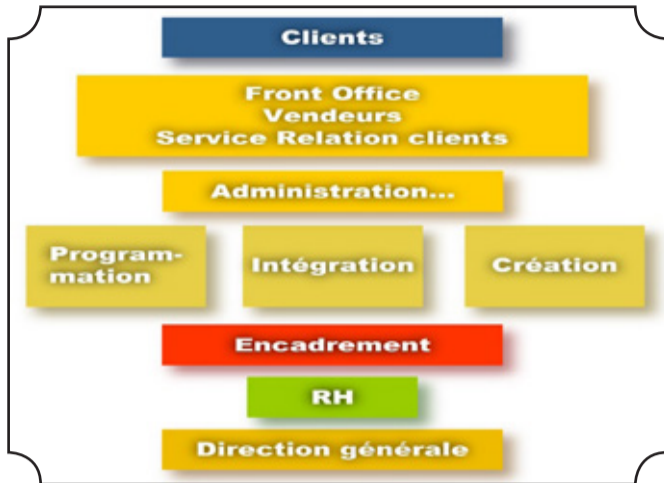 Clients
Front Office
Vendeurs
Service Relation clients
Administration...
Program-
mation
Intégration
Création
Encadrement
RH
Direction générale